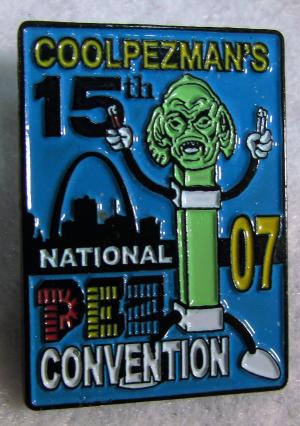 COOLPEZMAN'S
15th
NATIONAL
07
PEZ
CONVENTION